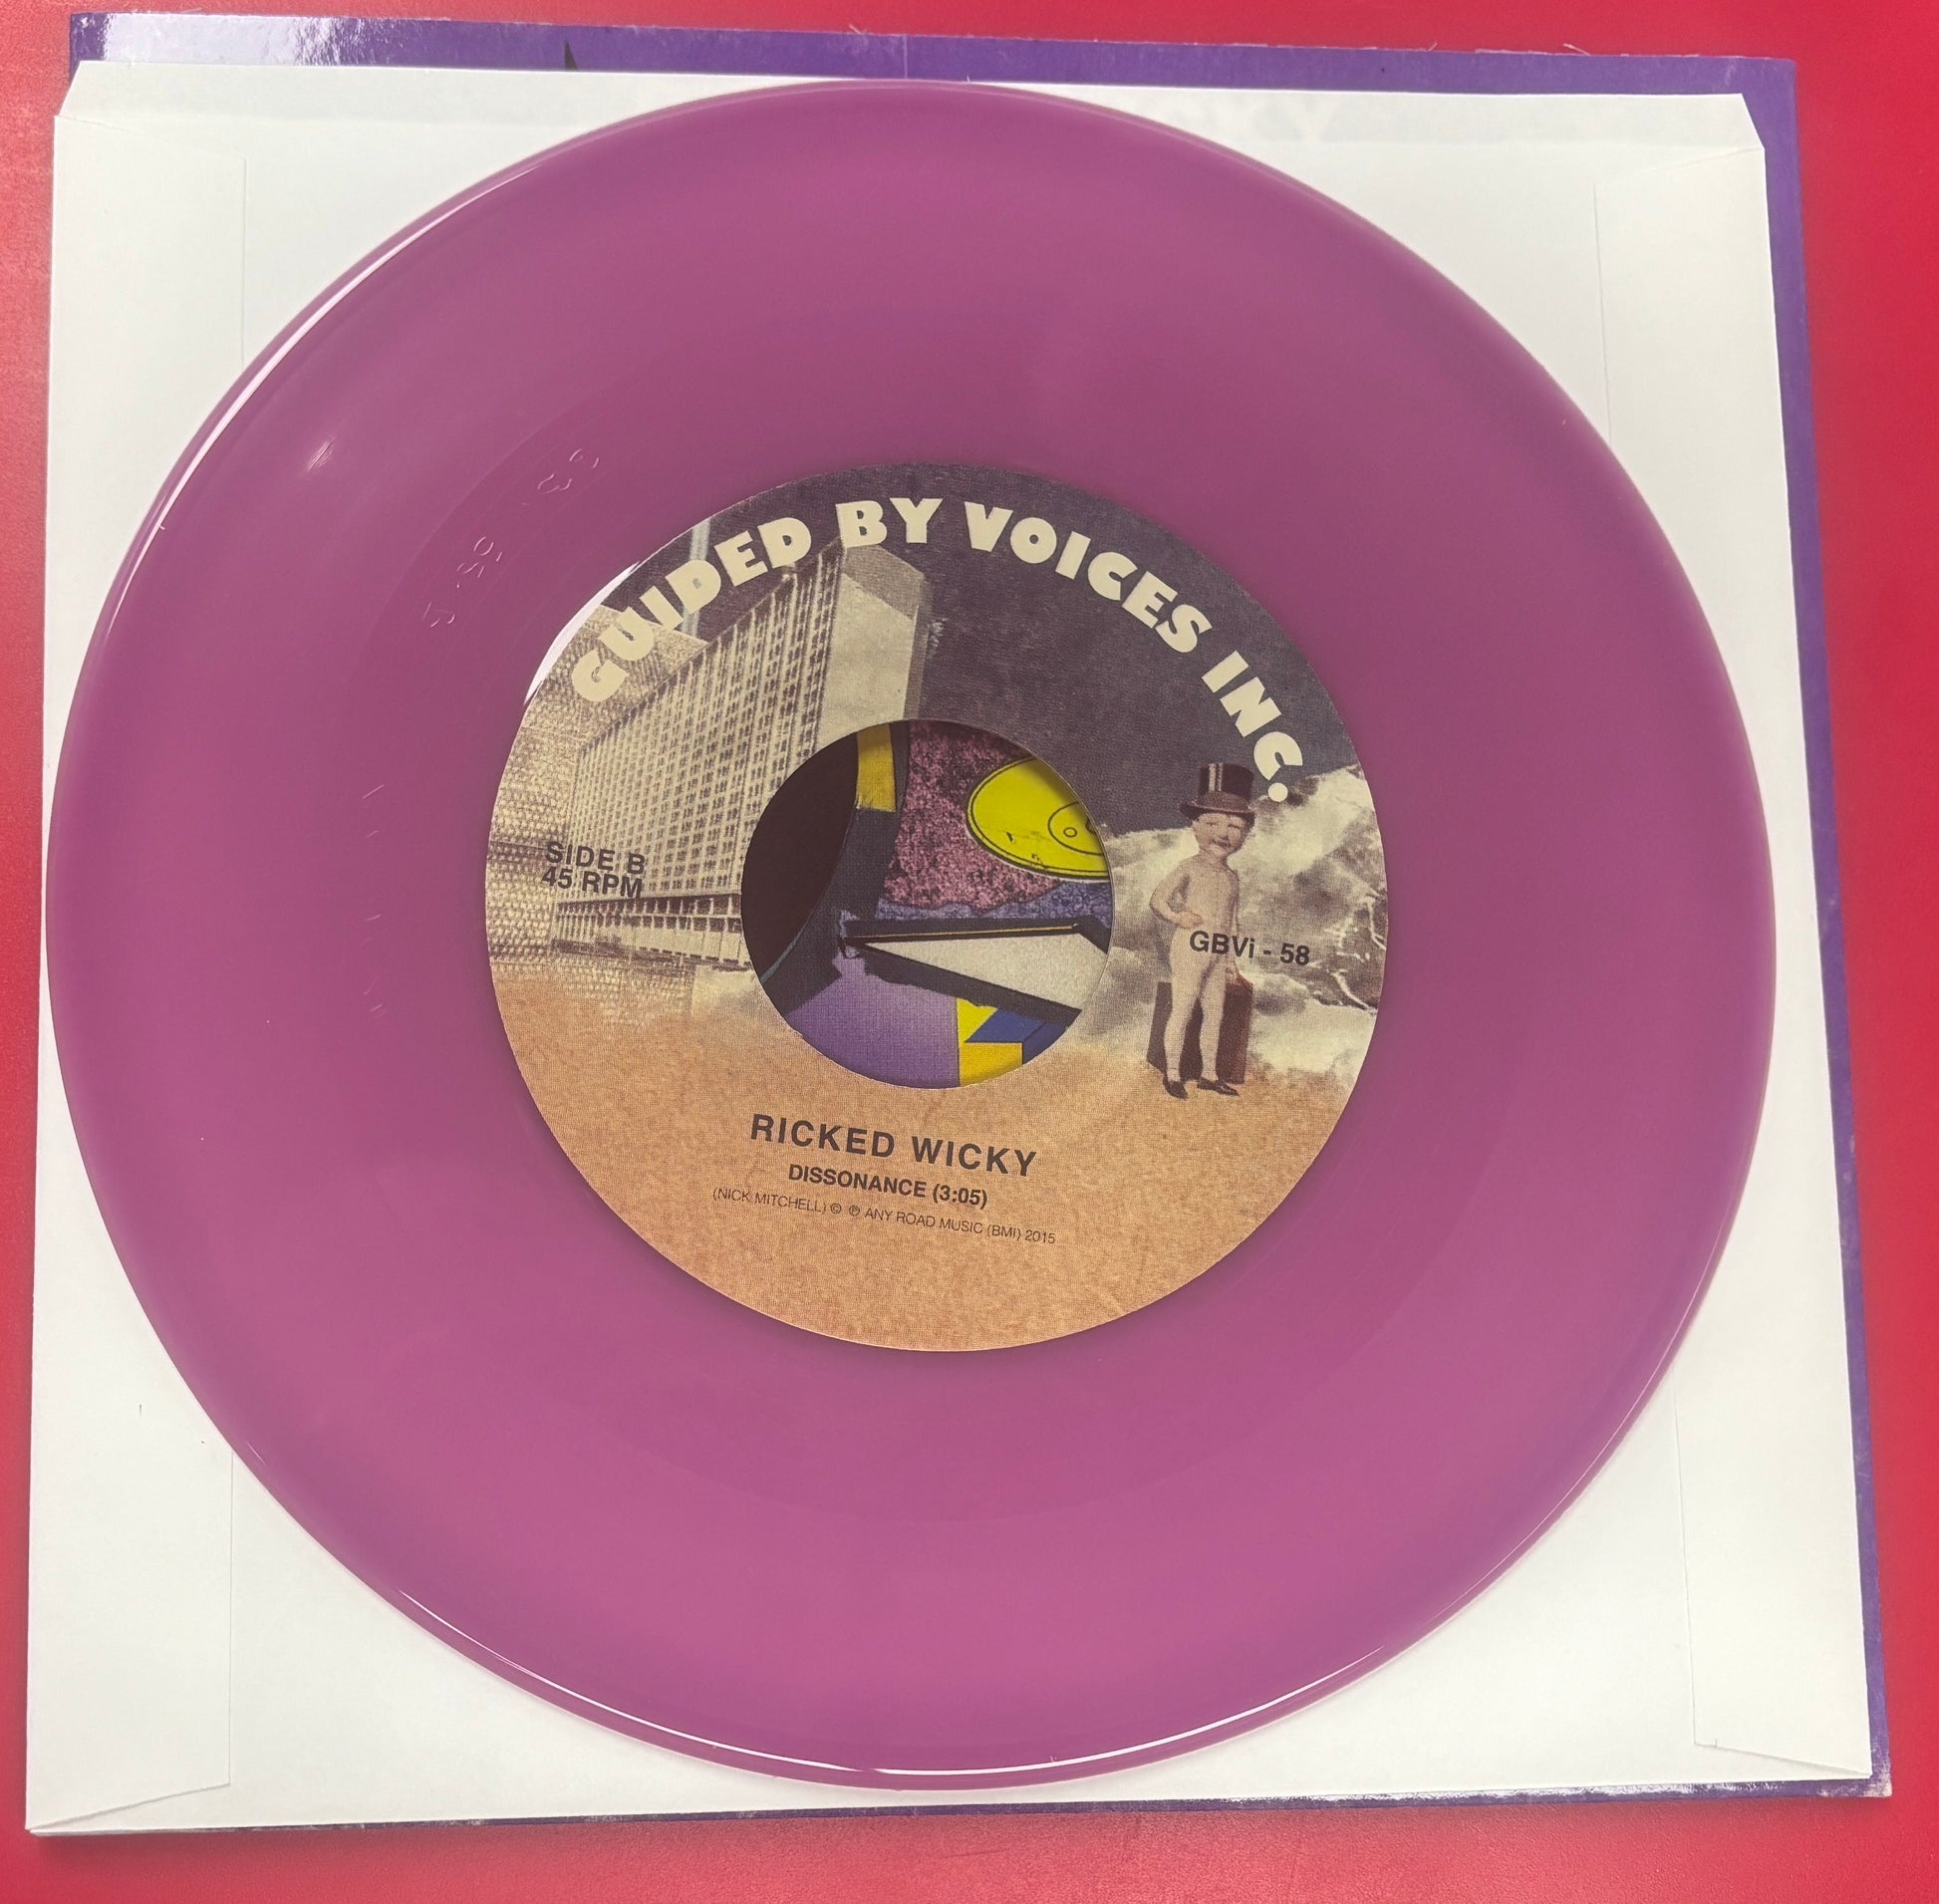 GUIDED BY VOICES INC.
SIDE B
45 RPM
GBVi - 58
RICKED WICKY
DISSONANCE (3:05)
(NICK MITCHELL) © ℗ ANY ROAD MUSIC (BMI) 2015